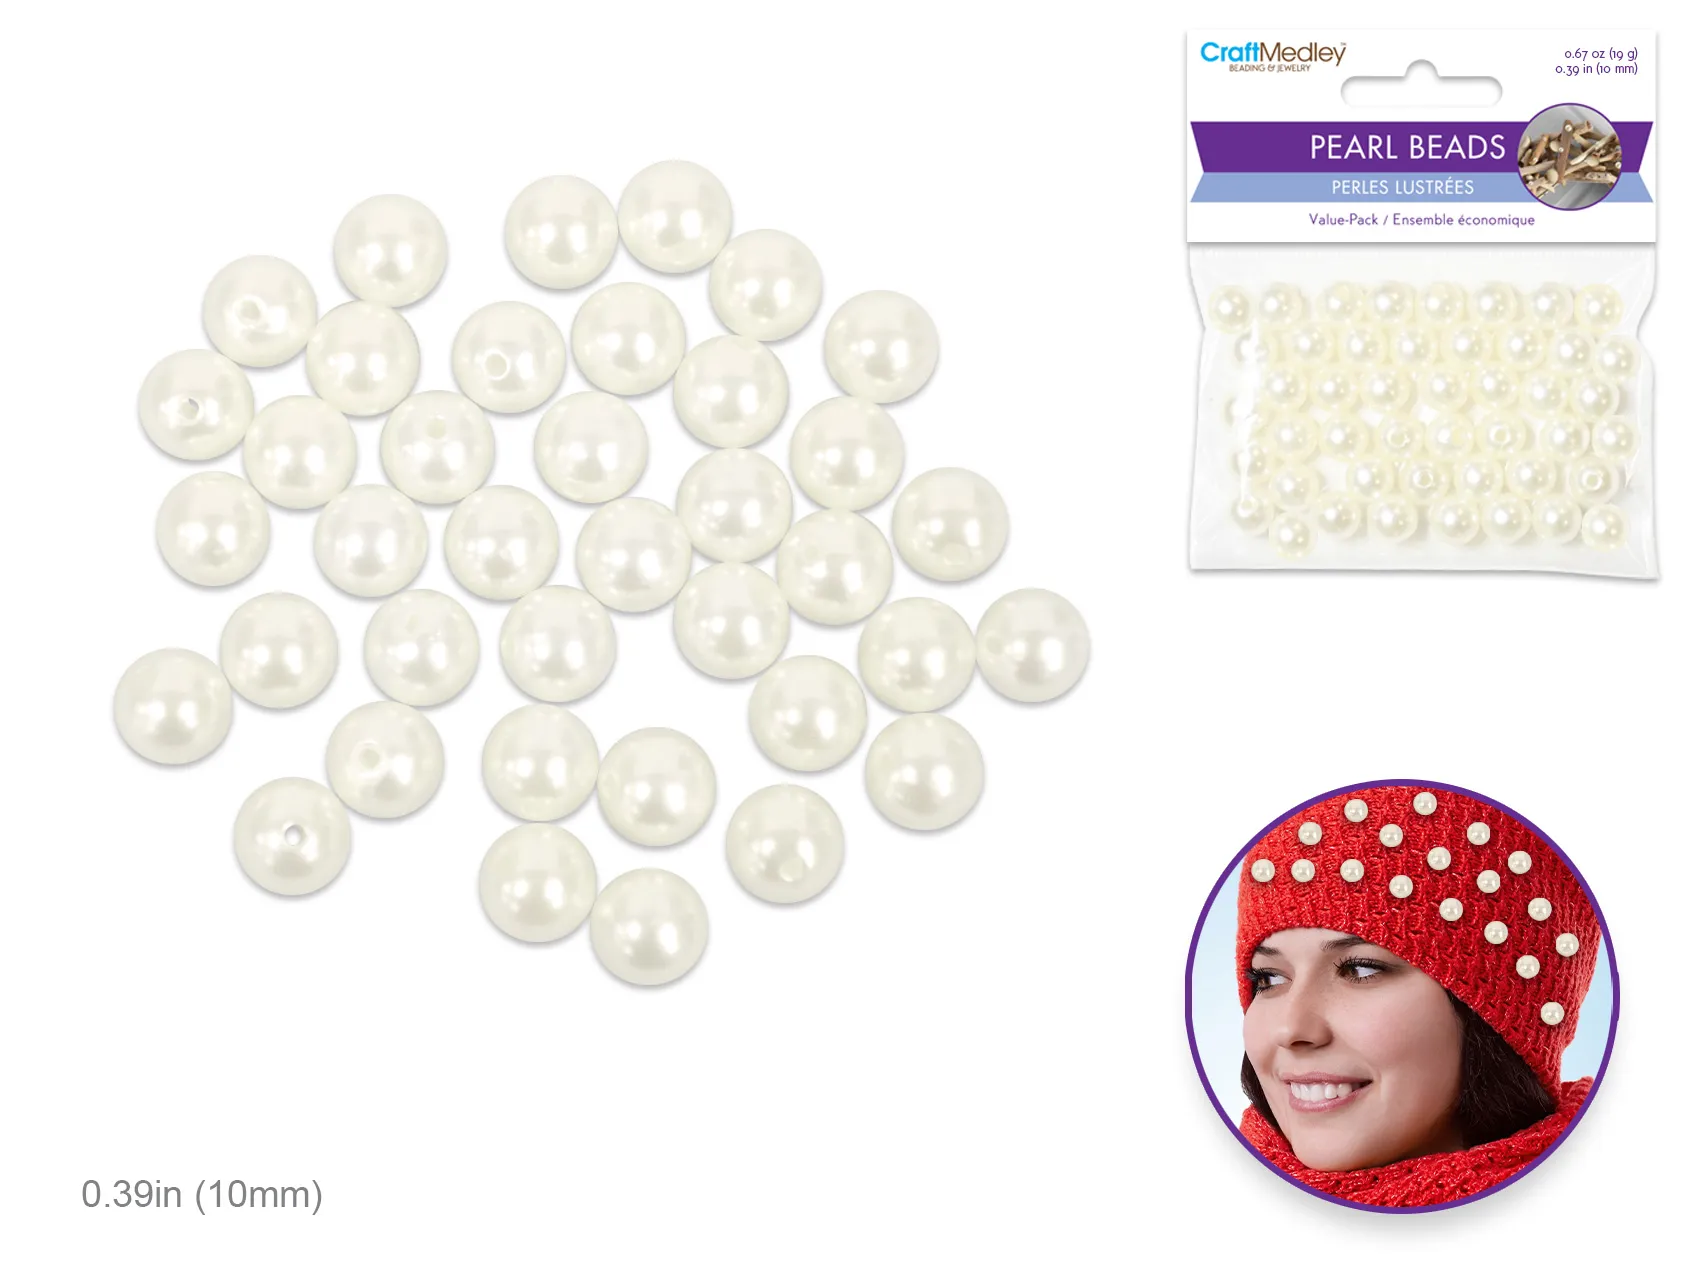 CraftMedley™
BEADING & JEWELRY
0.67 oz (19 g)
0.39 in (10 mm)
PEARL BEADS
PERLES LUSTRÉES
Value-Pack / Ensemble économique
0.39in (10mm)